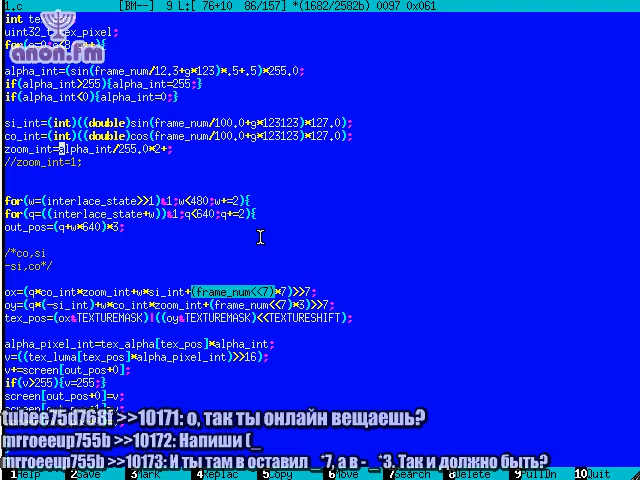 1.c [BM--] 9 L:[ 76+10 86/157] *(1682/2582b) 0097 0x061
int te
uint32_t ex_pixel;
anon.fm
alpha_int=(sin(frame_num/12.3+g*123)*.5+.5)*255.0;
if(alpha_int>255){alpha_int=255;}
if(alpha_int<0){alpha_int=0;}
si_int=(int)((double)sin(frame_num/100.0+g*123123)*127.0);
co_int=(int)((double)cos(frame_num/100.0+g*123123)*127.0);
zoom_int=alpha_int/255.0*2+;
//zoom_int=1;
for(w=(interlace_state>>1)&1;w<480;w+=2){
for(q=((interlace_state+w))&1;q<640;q+=2){
out_pos=(q+w*640)*3;
/*co,si
-si,co*/
ox=(q*co_int*zoom_int+w*si_int+(frame_num<<7)*7)>>7;
oy=(q*(-si_int)+w*co_int*zoom_int+(frame_num<<7)*3)>>7;
tex_pos=(ox&TEXTUREMASK)|((oy&TEXTUREMASK)<<TEXTURESHIFT);
alpha_pixel_int=tex_alpha[tex_pos]*alpha_int;
v=((tex_luma[tex_pos]*alpha_pixel_int)>>16);
v+=screen[out_pos+0];
if(v>255){v=255;}
screen[out_pos+0]=v;
tubee75d768f >>10171: о, так ты онлайн вещаешь?
mrroeeup755b >>10172: Напиши (_
mrroeeup755b >>10173: И ты там в оставил _*7, а в - _*3. Так и должно быть?
1Help 2Save 3Mark 4Replac 5Copy 6Move 7Search 8Delete 9PullDn 10Quit